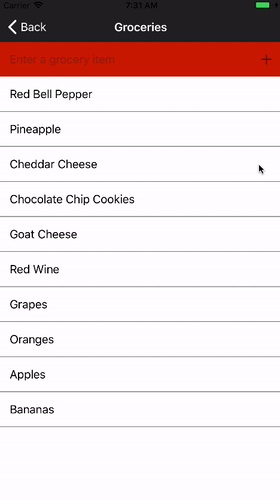 Carrier 7:31 AM
Back Groceries
Enter a grocery item +
Red Bell Pepper
Pineapple
Cheddar Cheese
Chocolate Chip Cookies
Goat Cheese
Red Wine
Grapes
Oranges
Apples
Bananas